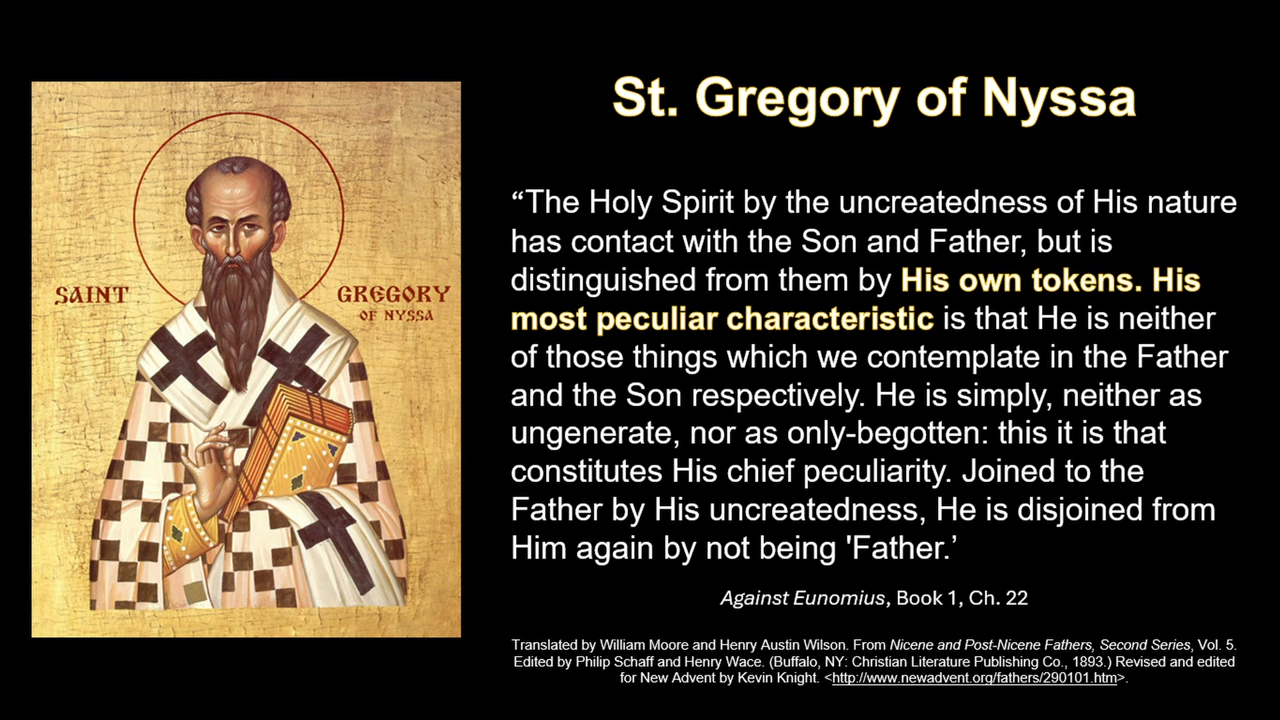 St. Gregory of Nyssa
SAINT
GREGORY
OF NYSSA
“The Holy Spirit by the uncreatedness of His nature
has contact with the Son and Father, but is
distinguished from them by His own tokens. His
most peculiar characteristic is that He is neither
of those things which we contemplate in the Father
and the Son respectively. He is simply, neither as
ungenerate, nor as only-begotten: this it is that
constitutes His chief peculiarity. Joined to the
Father by His uncreatedness, He is disjoined from
Him again by not being 'Father.’
Against Eunomius, Book 1, Ch. 22
Translated by William Moore and Henry Austin Wilson. From Nicene and Post-Nicene Fathers, Second Series, Vol. 5.
Edited by Philip Schaff and Henry Wace. (Buffalo, NY: Christian Literature Publishing Co., 1893.) Revised and edited
for New Advent by Kevin Knight. <http://www.newadvent.org/fathers/290101.htm>.